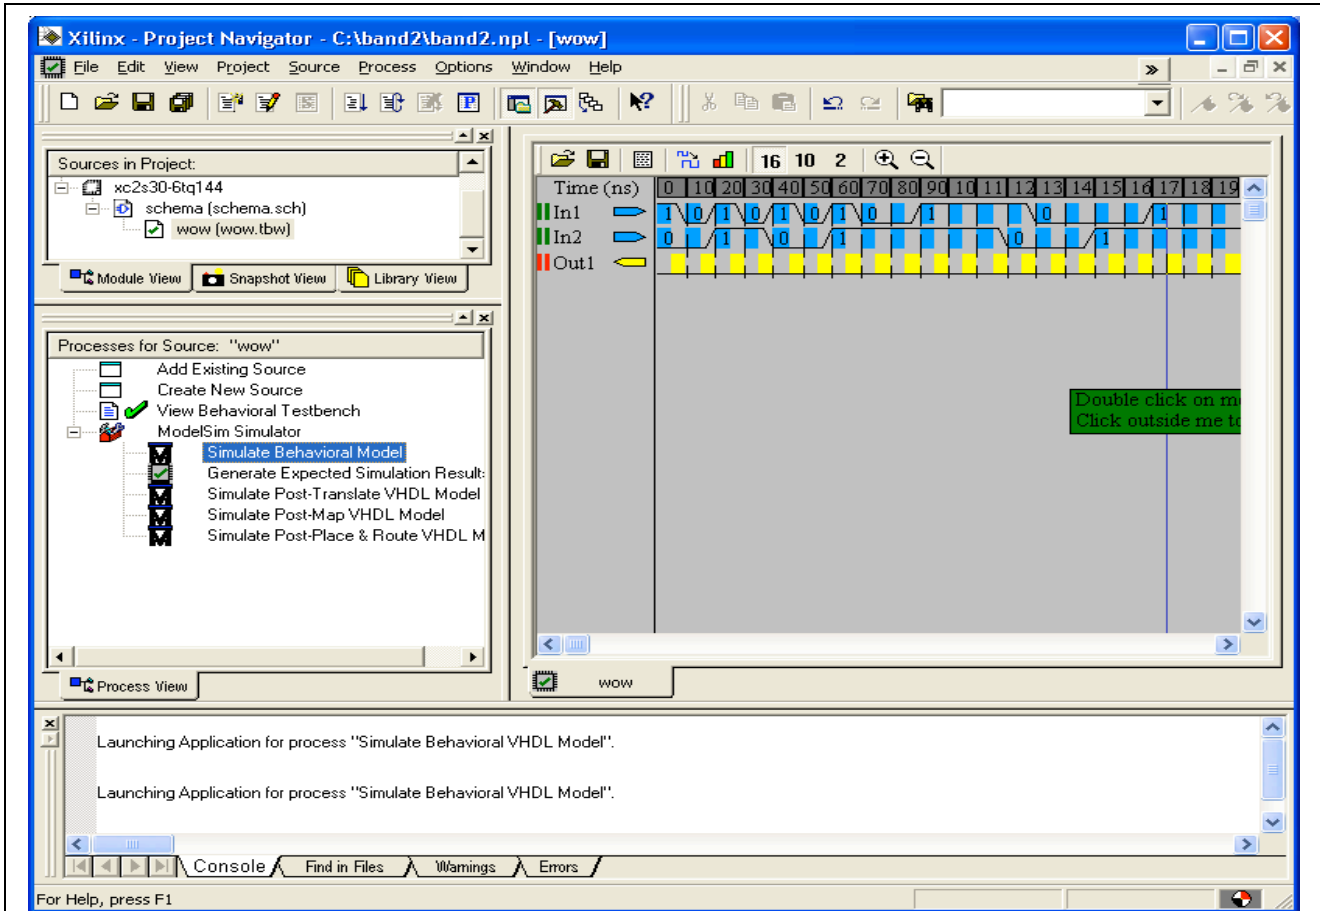 Xilinx - Project Navigator - C:\band2\band2.npl - [wow]
File Edit View Project Source Process Options Window Help »
Sources in Project:
xc2s30-6tq144
schema (schema.sch)
wow (wow.tbw)
Module View Snapshot View Library View
Processes for Source: "wow"
Add Existing Source
Create New Source
View Behavioral Testbench
ModelSim Simulator
Simulate Behavioral Model
Generate Expected Simulation Result:
Simulate Post-Translate VHDL Model
Simulate Post-Map VHDL Model
Simulate Post-Place & Route VHDL M
Process View
16 10 2
Time (ns) 0 10 20 30 40 50 60 70 80 90 10 11 12 13 14 15 16 17 18 19
In1 1 0 1 0 1 0 1 0 1 0 1
In2 0 1 0 1 0 1
Out1
Double click on m
Click outside me to
wow
Launching Application for process "Simulate Behavioral VHDL Model".
Launching Application for process "Simulate Behavioral VHDL Model".
Console Find in Files Warnings Errors
For Help, press F1